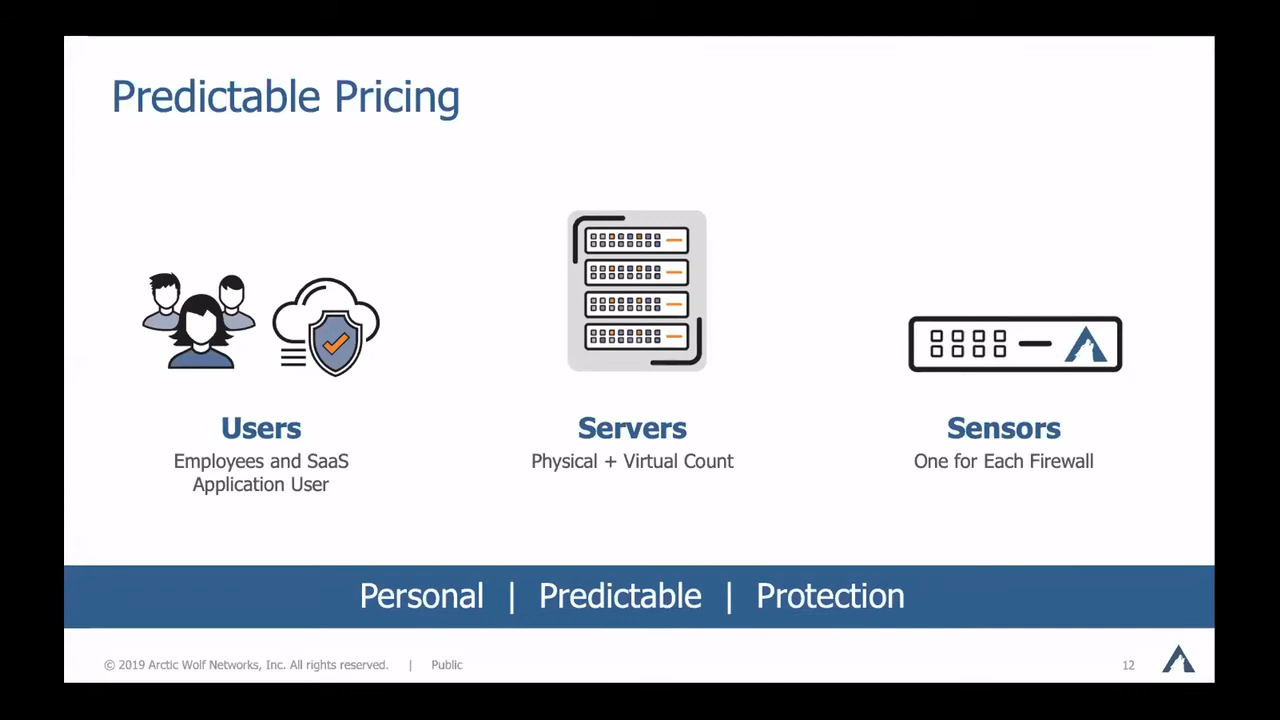 Predictable Pricing
Users
Employees and SaaS
Application User
Servers
Physical + Virtual Count
Sensors
One for Each Firewall
Personal | Predictable | Protection
© 2019 Arctic Wolf Networks, Inc. All rights reserved. | Public
12